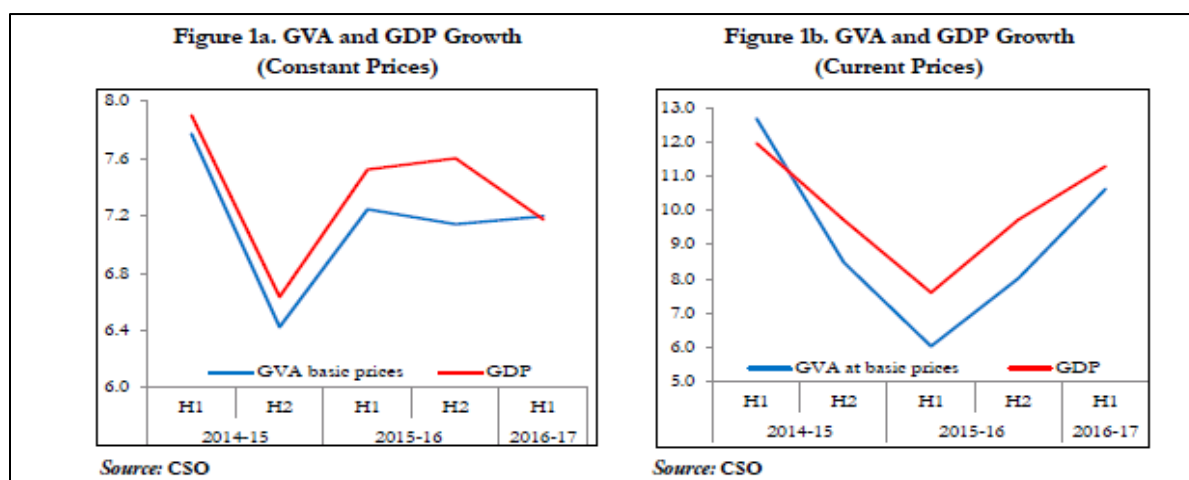 Figure 1a. GVA and GDP Growth
(Constant Prices)
8.0
7.6
7.2
6.8
6.4
6.0
GVA basic prices
GDP
H1 H2 H1 H2 H1
2014-15 2015-16 2016-17
Source: CSO
Figure 1b. GVA and GDP Growth
(Current Prices)
13.0
12.0
11.0
10.0
9.0
8.0
7.0
6.0
5.0
GVA at basic prices
GDP
H1 H2 H1 H2 H1
2014-15 2015-16 2016-17
Source: CSO